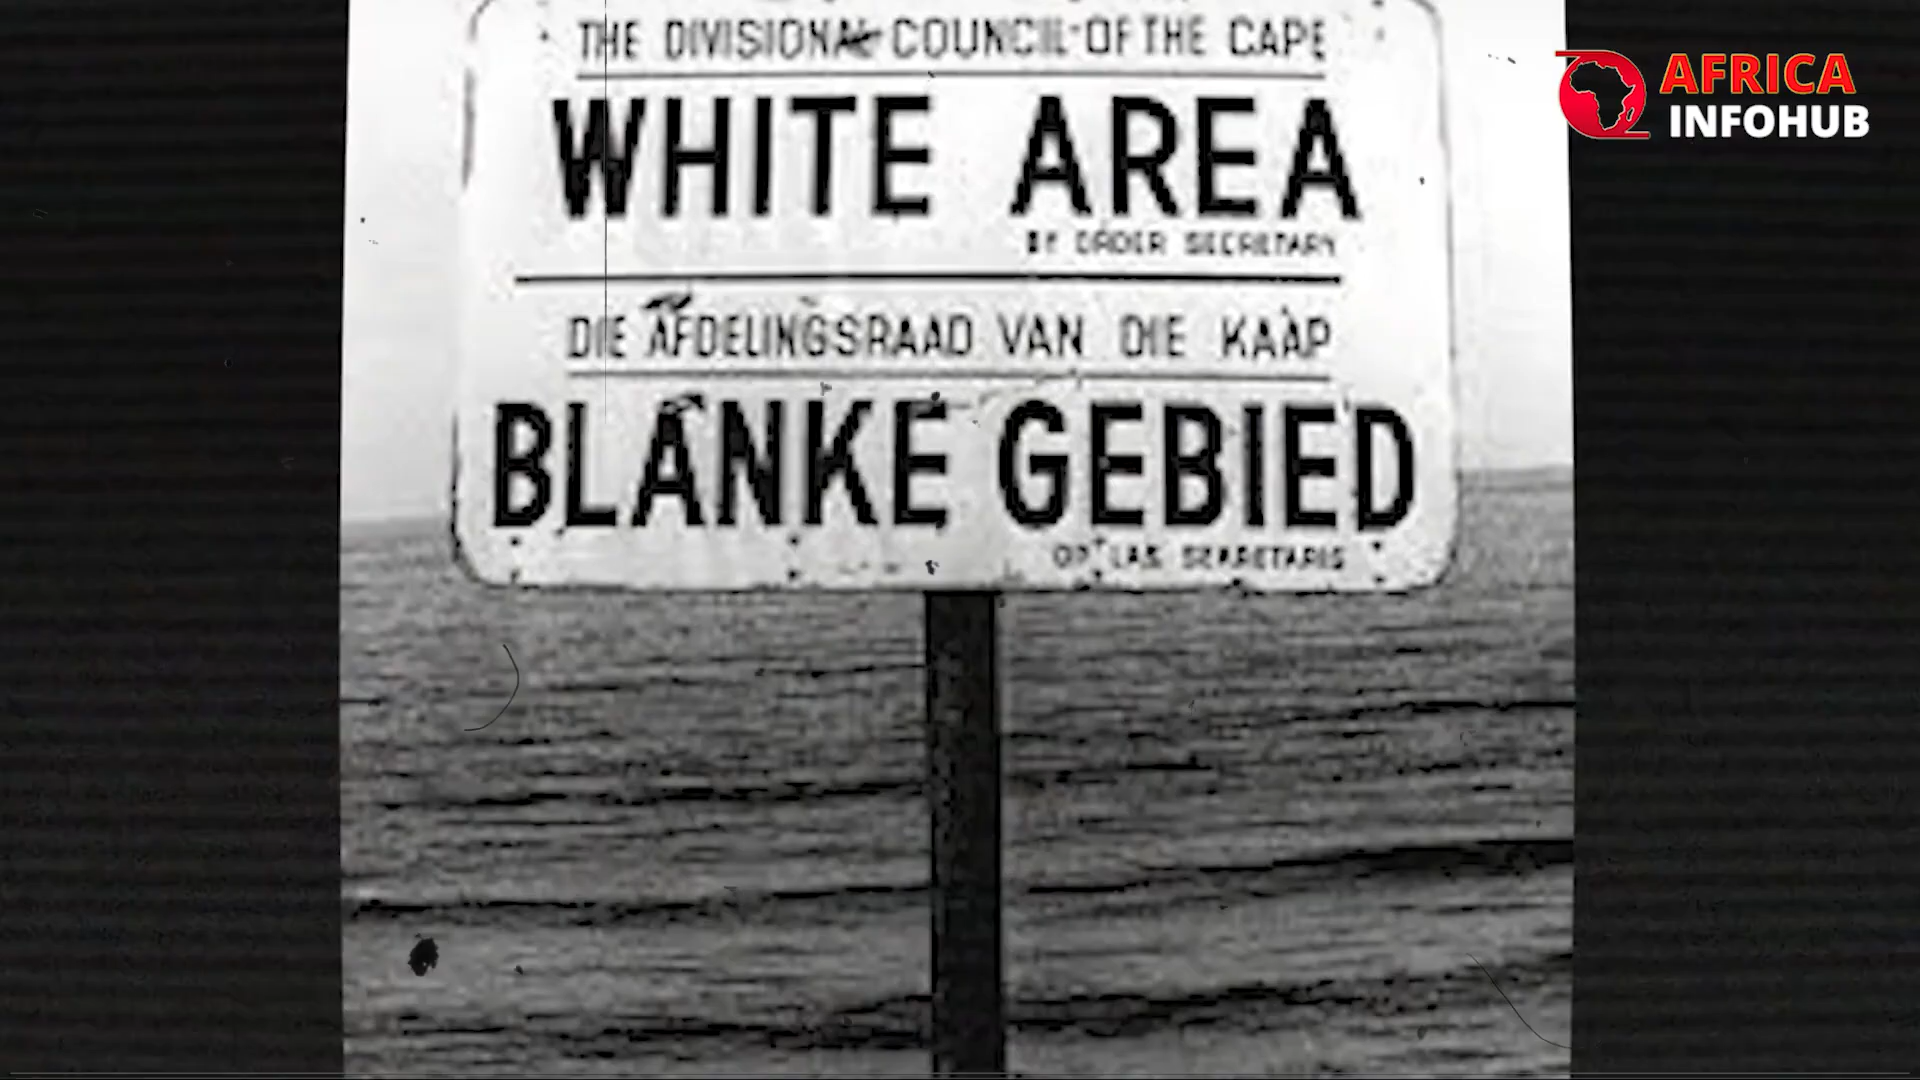 THE DIVISIONAL COUNCIL OF THE CAPE
WHITE AREA
BY ORDER SECRETARY
DIE AFDELINGSRAAD VAN DIE KAAP
BLANKE GEBIED
OP LAS SEKRETARIS
AFRICA
INFOHUB